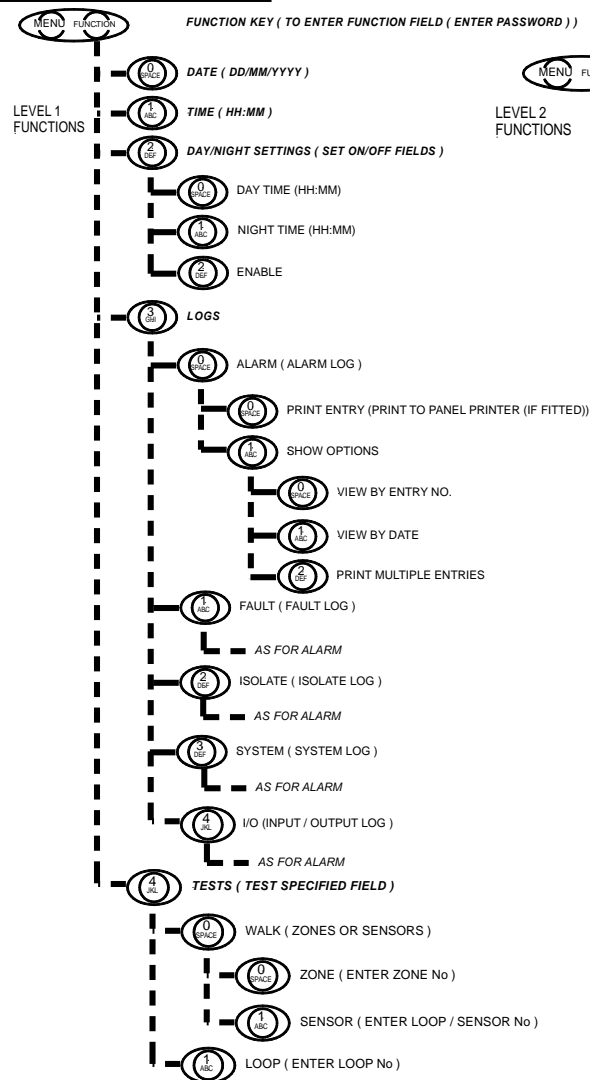 MENU FUNCTION FUNCTION KEY ( TO ENTER FUNCTION FIELD ( ENTER PASSWORD ) )
0 SPACE DATE ( DD/MM/YYYY )
MENU FU
LEVEL 1
FUNCTIONS
1 ABC TIME ( HH:MM )
LEVEL 2
FUNCTIONS
2 DEF DAY/NIGHT SETTINGS ( SET ON/OFF FIELDS )
0 SPACE DAY TIME (HH:MM)
1 ABC NIGHT TIME (HH:MM)
2 DEF ENABLE
3 GHI LOGS
0 SPACE ALARM ( ALARM LOG )
0 SPACE PRINT ENTRY (PRINT TO PANEL PRINTER (IF FITTED))
1 ABC SHOW OPTIONS
0 SPACE VIEW BY ENTRY NO.
1 ABC VIEW BY DATE
2 DEF PRINT MULTIPLE ENTRIES
1 ABC FAULT ( FAULT LOG )
AS FOR ALARM
2 DEF ISOLATE ( ISOLATE LOG )
AS FOR ALARM
3 DEF SYSTEM ( SYSTEM LOG )
AS FOR ALARM
4 JKL I/O (INPUT / OUTPUT LOG )
AS FOR ALARM
4 JKL TESTS ( TEST SPECIFIED FIELD )
0 SPACE WALK ( ZONES OR SENSORS )
0 SPACE ZONE ( ENTER ZONE No )
1 ABC SENSOR ( ENTER LOOP / SENSOR No )
1 ABC LOOP ( ENTER LOOP No )